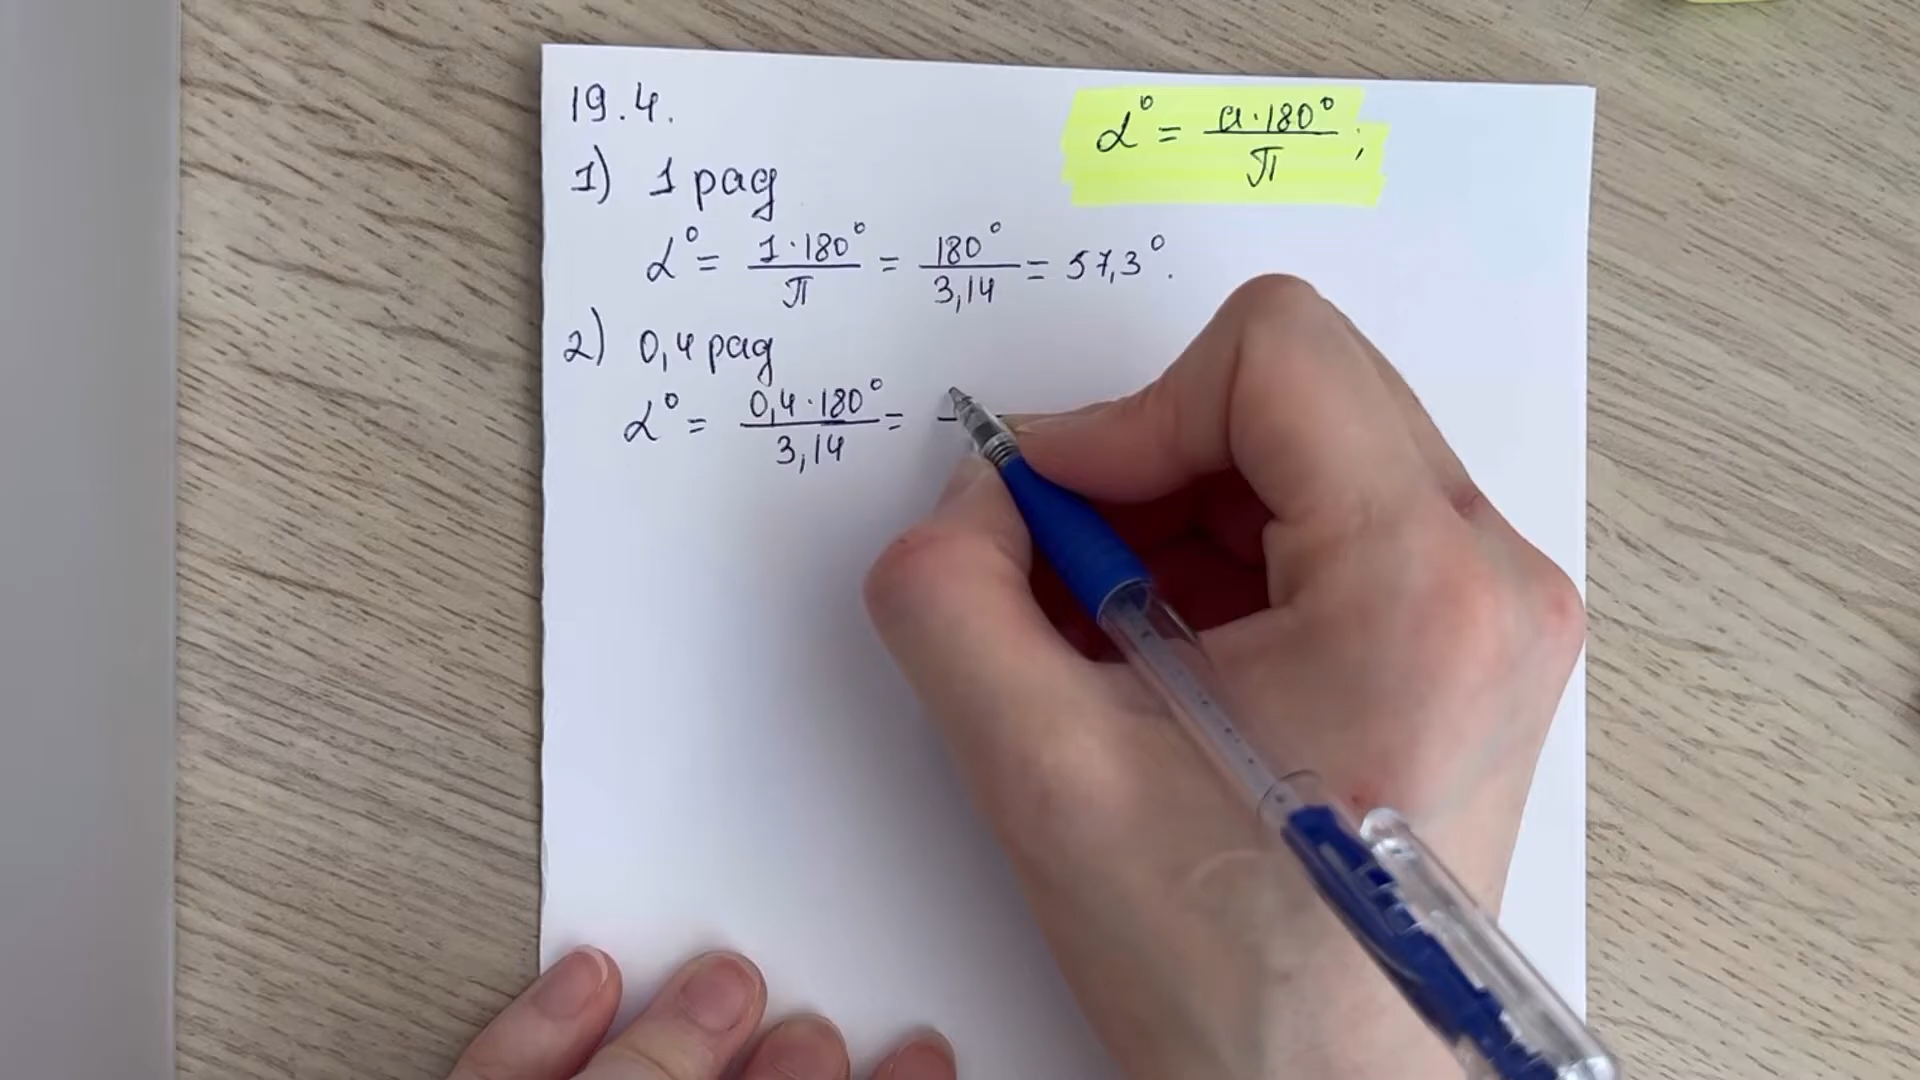 19.4.
α° = a·180°/π;
1) 1 рад
α° = 1·180°/π = 180°/3,14 = 57,3°.
2) 0,4 рад
α° = 0,4·180°/3,14 =